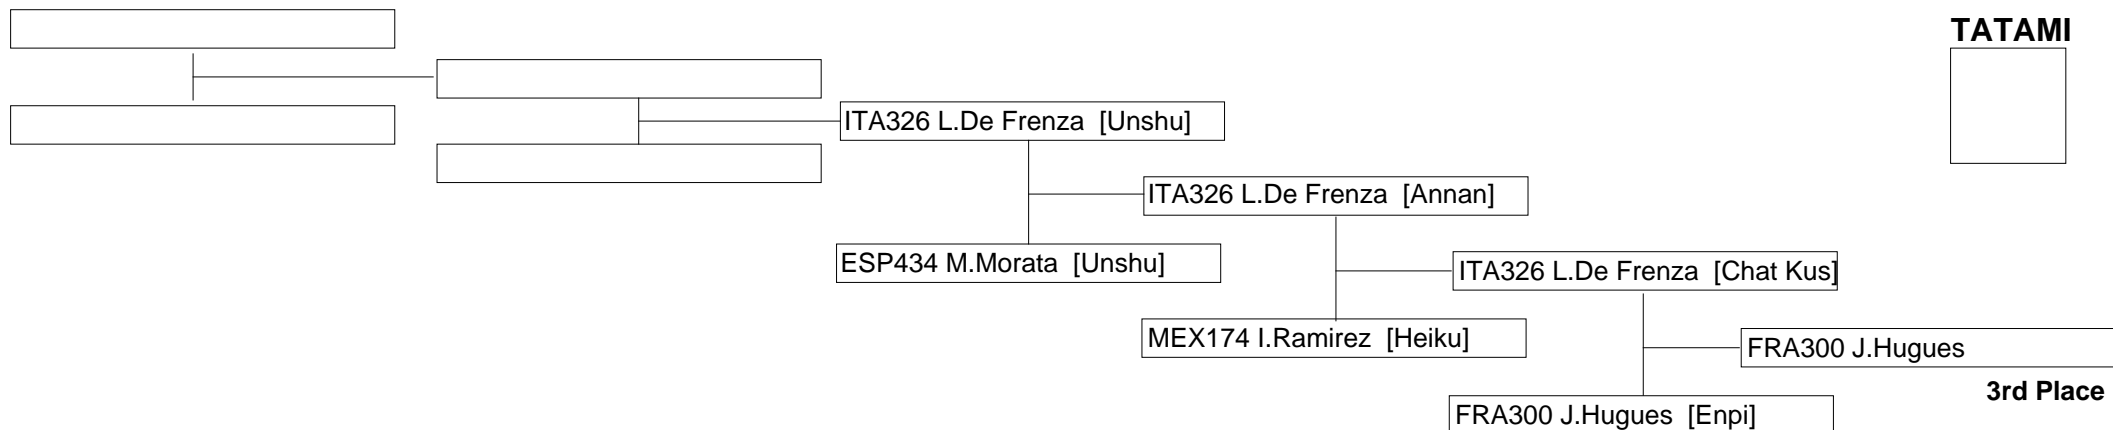 TATAMI
ITA326 L.De Frenza [Unshu]
ITA326 L.De Frenza [Annan]
ESP434 M.Morata [Unshu]
ITA326 L.De Frenza [Chat Kus]
MEX174 I.Ramirez [Heiku]
FRA300 J.Hugues
3rd Place
FRA300 J.Hugues [Enpi]